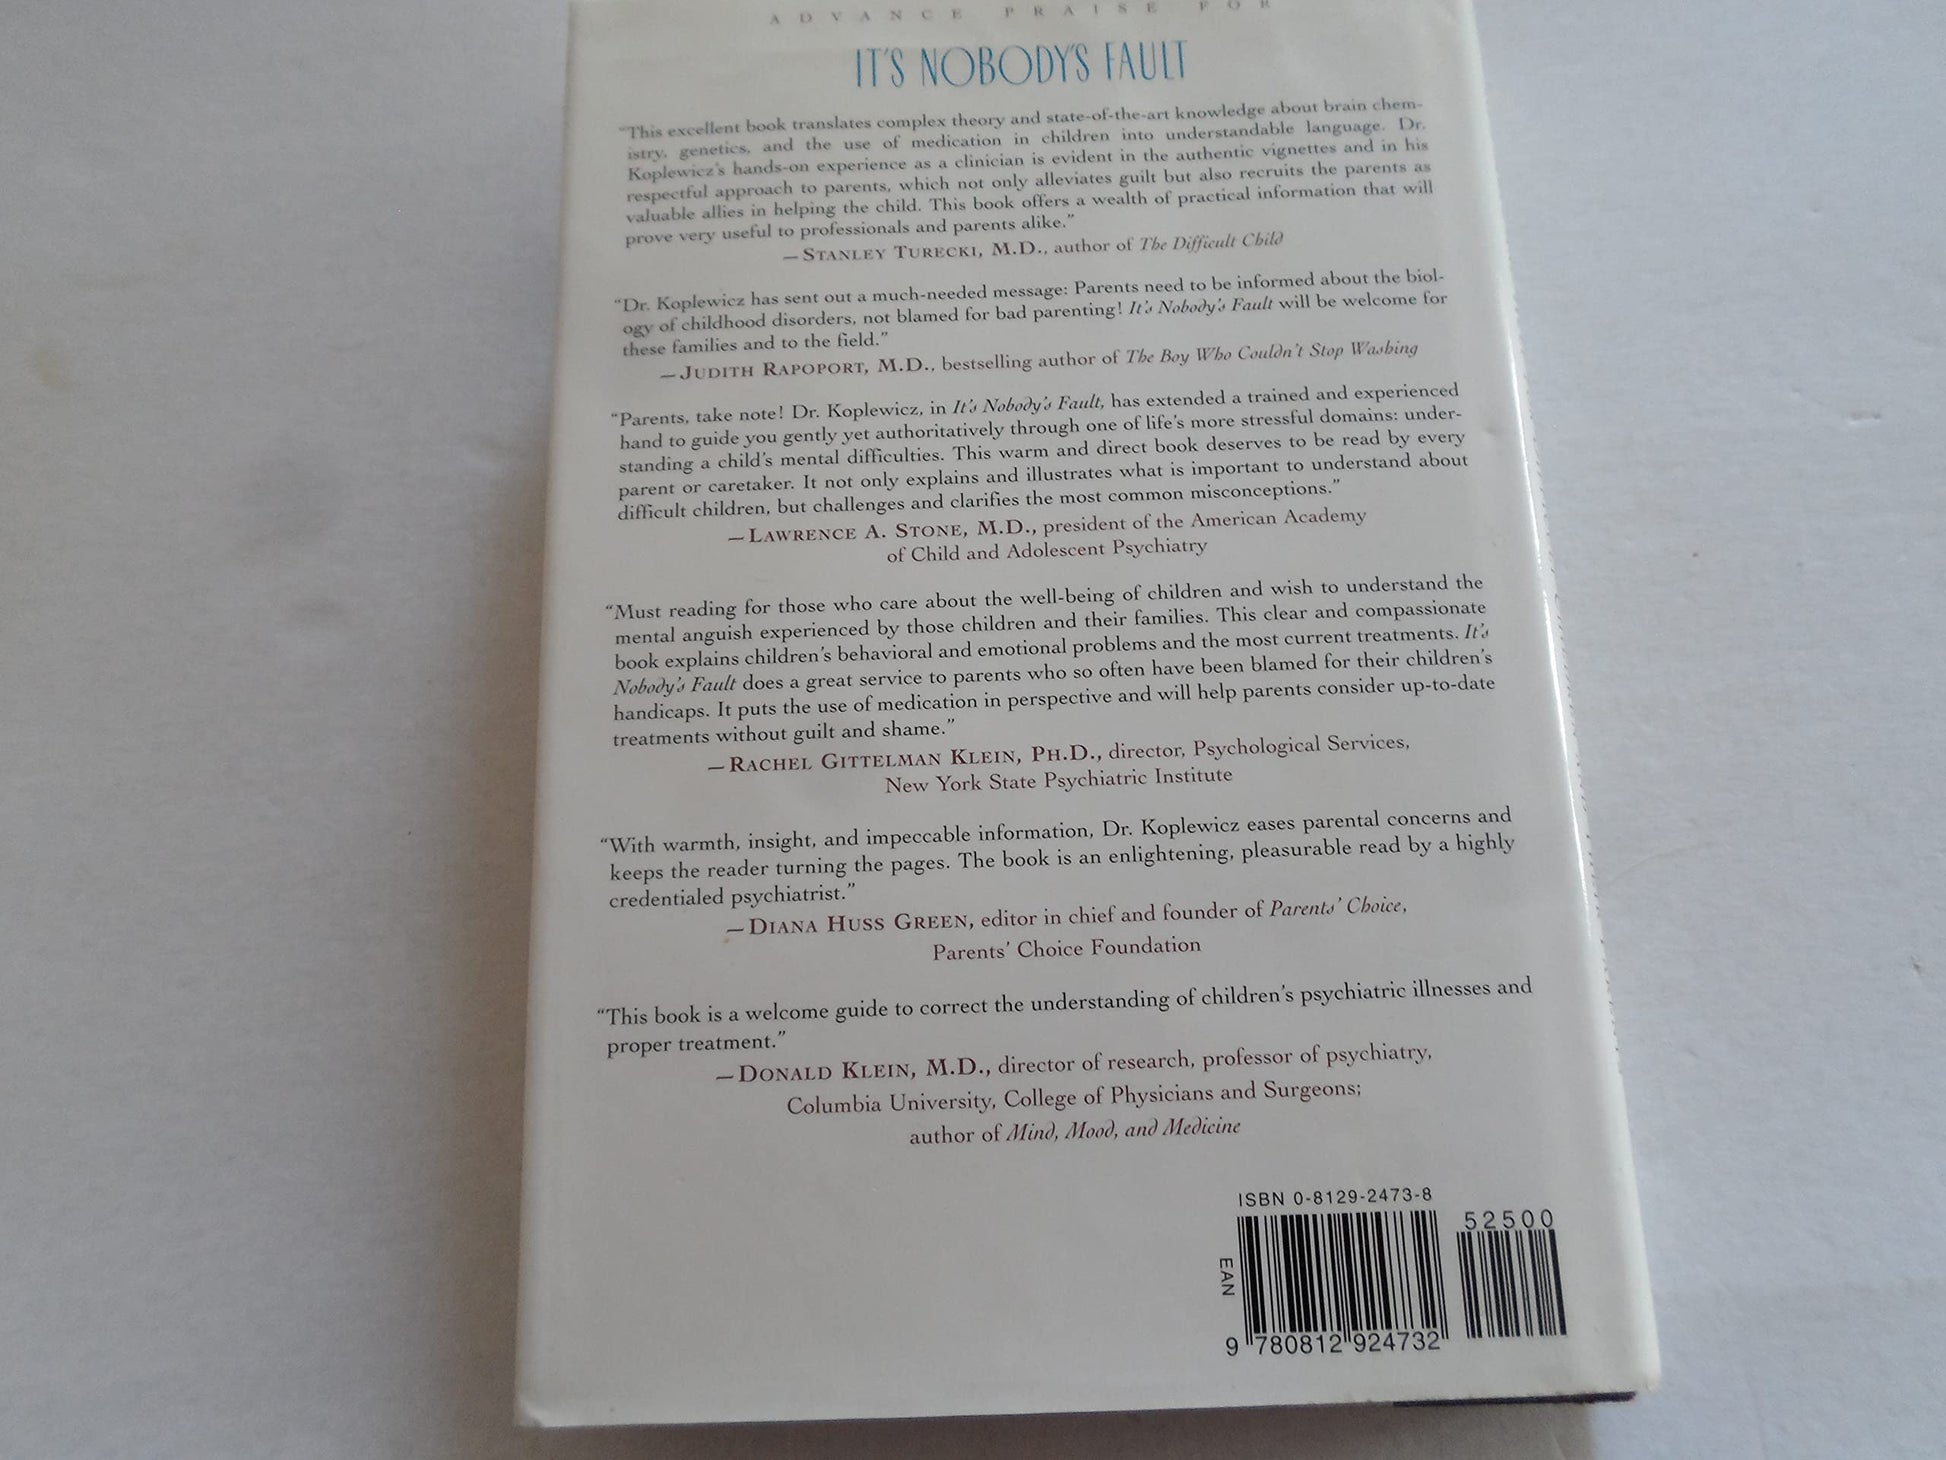 ADVANCE PRAISE FOR
IT'S NOBODY'S FAULT
“This excellent book translates complex theory and state-of-the-art knowledge about brain chem-
istry, genetics, and the use of medication in children into understandable language. Dr.
Koplewicz's hands-on experience as a clinician is evident in the authentic vignettes and in his
respectful approach to parents, which not only alleviates guilt but also recruits the parents as
valuable allies in helping the child. This book offers a wealth of practical information that will
prove very useful to professionals and parents alike.”
—STANLEY TURECKI, M.D., author of The Difficult Child
“Dr. Koplewicz has sent out a much-needed message: Parents need to be informed about the biol-
ogy of childhood disorders, not blamed for bad parenting! It's Nobody's Fault will be welcome for
these families and to the field.”
—JUDITH RAPOPORT, M.D., bestselling author of The Boy Who Couldn't Stop Washing
“Parents, take note! Dr. Koplewicz, in It's Nobody's Fault, has extended a trained and experienced
hand to guide you gently yet authoritatively through one of life's more stressful domains: under-
standing a child's mental difficulties. This warm and direct book deserves to be read by every
parent or caretaker. It not only explains and illustrates what is important to understand about
difficult children, but challenges and clarifies the most common misconceptions.”
—LAWRENCE A. STONE, M.D., president of the American Academy
of Child and Adolescent Psychiatry
“Must reading for those who care about the well-being of children and wish to understand the
mental anguish experienced by those children and their families. This clear and compassionate
book explains children's behavioral and emotional problems and the most current treatments. It's
Nobody's Fault does a great service to parents who so often have been blamed for their children's
handicaps. It puts the use of medication in perspective and will help parents consider up-to-date
treatments without guilt and shame.”
—RACHEL GITTELMAN KLEIN, PH.D., director, Psychological Services,
New York State Psychiatric Institute
“With warmth, insight, and impeccable information, Dr. Koplewicz eases parental concerns and
keeps the reader turning the pages. The book is an enlightening, pleasurable read by a highly
credentialed psychiatrist.”
—DIANA HUSS GREEN, editor in chief and founder of Parents' Choice,
Parents' Choice Foundation
“This book is a welcome guide to correct the understanding of children's psychiatric illnesses and
proper treatment.”
—DONALD KLEIN, M.D., director of research, professor of psychiatry,
Columbia University, College of Physicians and Surgeons;
author of Mind, Mood, and Medicine
ISBN 0-8129-2473-8
52500
EAN
9 780812 924732